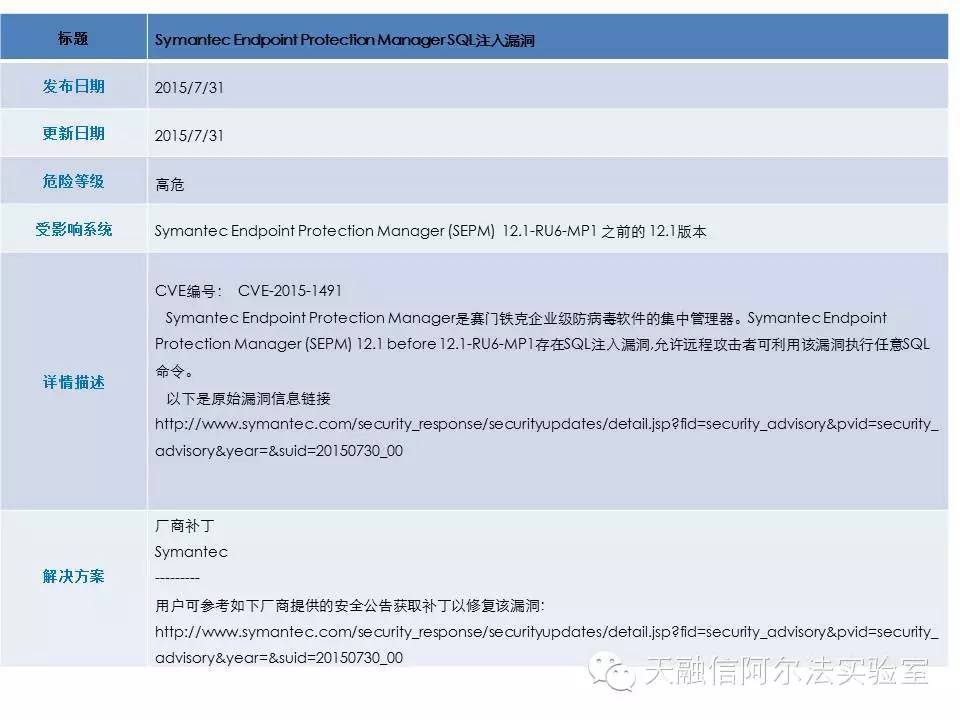 标题
Symantec Endpoint Protection Manager SQL注入漏洞
发布日期
2015/7/31
更新日期
2015/7/31
危险等级
高危
受影响系统
Symantec Endpoint Protection Manager (SEPM) 12.1-RU6-MP1 之前的 12.1版本
详情描述
CVE编号： CVE-2015-1491
Symantec Endpoint Protection Manager是赛门铁克企业级防病毒软件的集中管理器。Symantec Endpoint
Protection Manager (SEPM) 12.1 before 12.1-RU6-MP1存在SQL注入漏洞,允许远程攻击者可利用该漏洞执行任意SQL
命令。
以下是原始漏洞信息链接
http://www.symantec.com/security_response/securityupdates/detail.jsp?fid=security_advisory&pvid=security_
advisory&year=&suid=20150730_00
解决方案
厂商补丁
Symantec
---------
用户可参考如下厂商提供的安全公告获取补丁以修复该漏洞：
http://www.symantec.com/security_response/securityupdates/detail.jsp?fid=security_advisory&pvid=security_
advisory&year=&suid=20150730_00
天融信阿尔法实验室